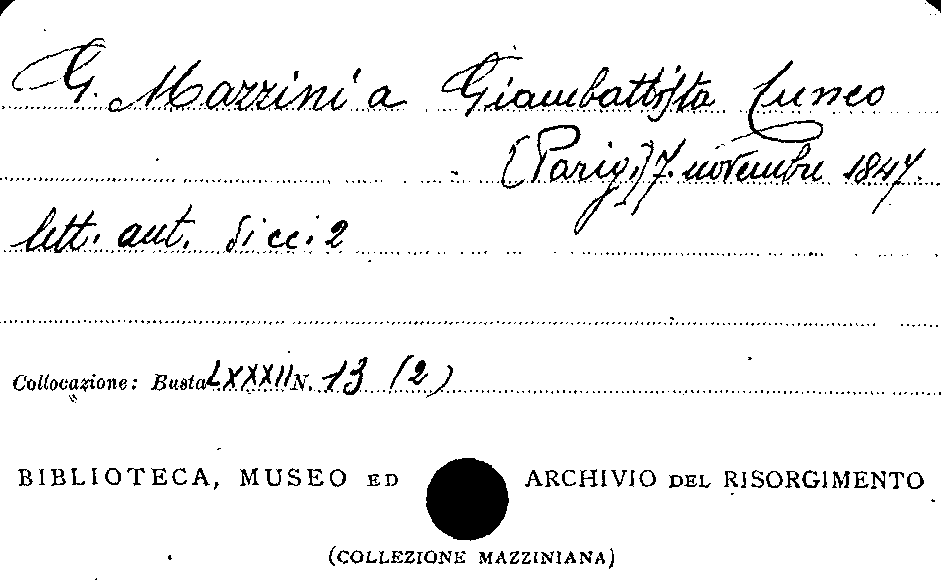 G. Mazzini a Giambattista Cuneo
[Parigi] 7. novembre 1847.
lett. aut. di cc. 2
Collocazione: Busta LXXXII N. 13 (2)
BIBLIOTECA, MUSEO ED ARCHIVIO DEL RISORGIMENTO
(COLLEZIONE MAZZINIANA)